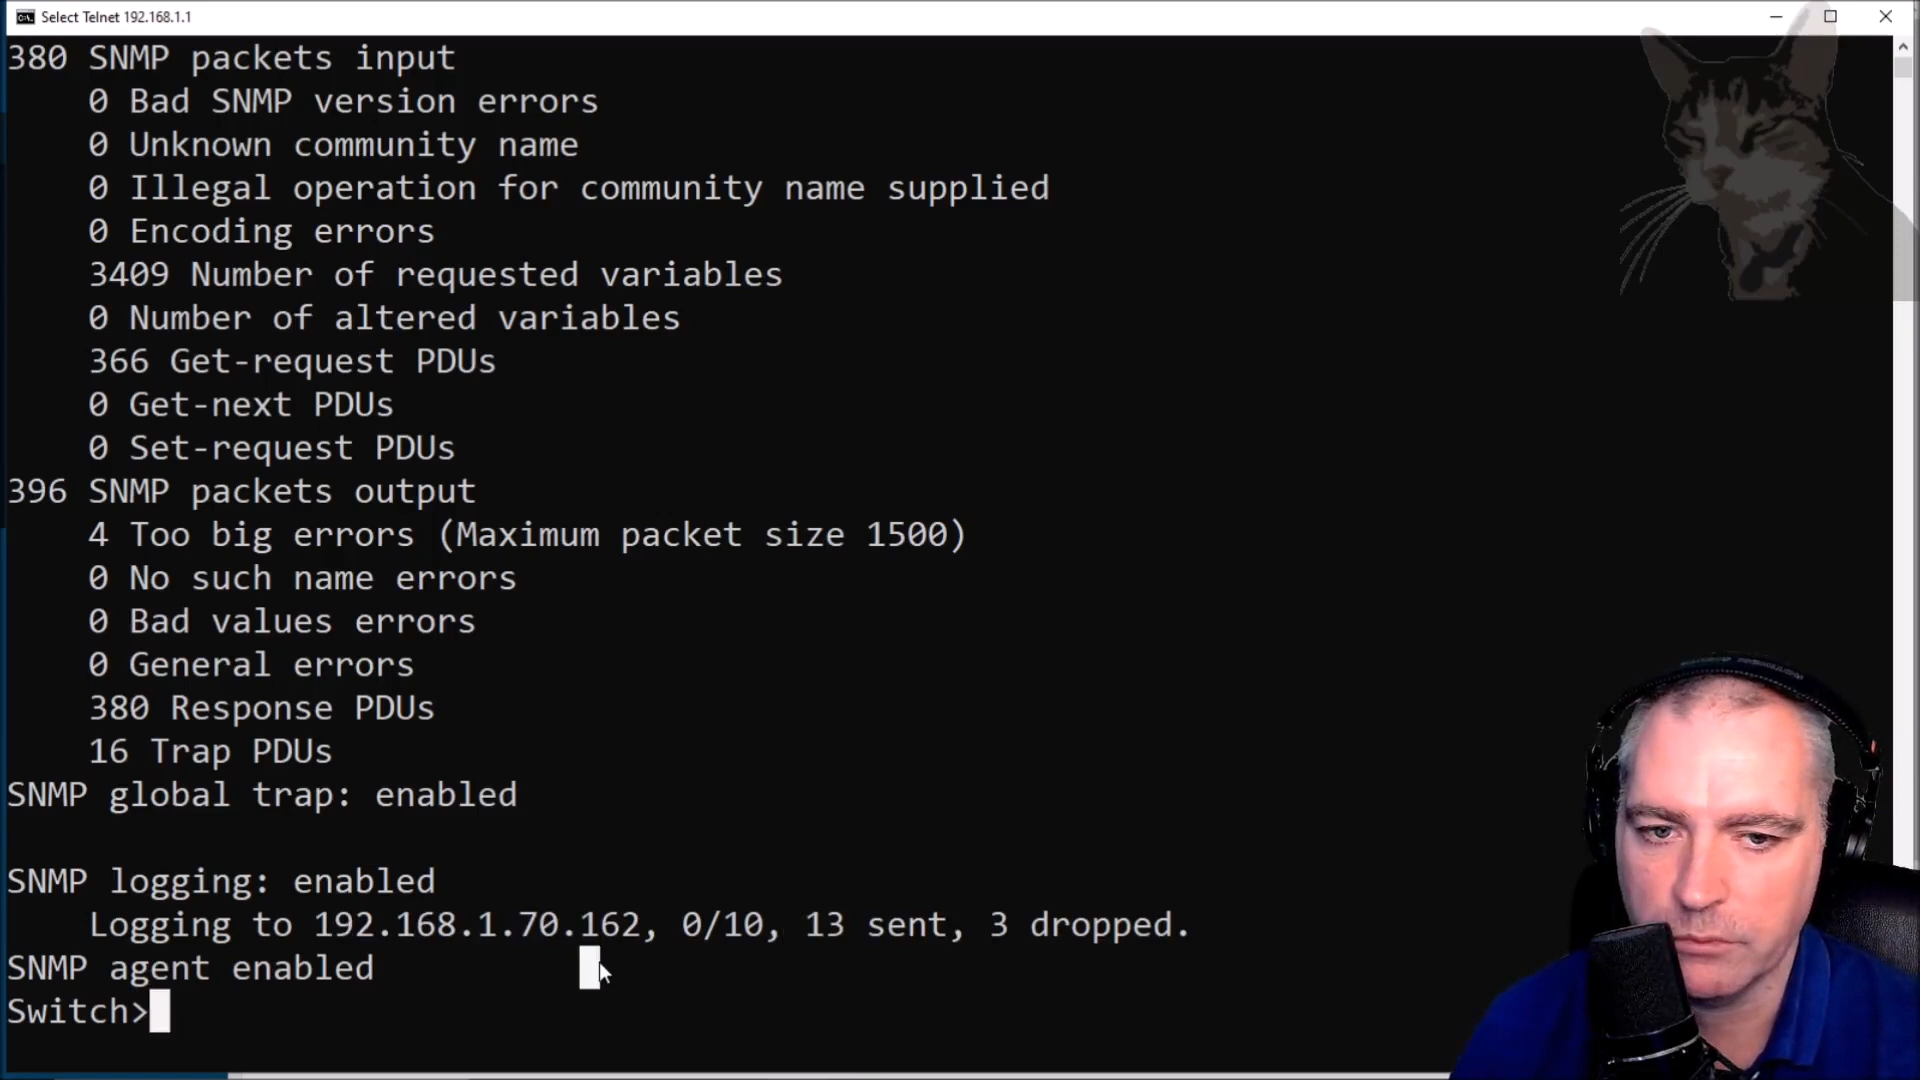 Select Telnet 192.168.1.1
380 SNMP packets input
0 Bad SNMP version errors
0 Unknown community name
0 Illegal operation for community name supplied
0 Encoding errors
3409 Number of requested variables
0 Number of altered variables
366 Get-request PDUs
0 Get-next PDUs
0 Set-request PDUs
396 SNMP packets output
4 Too big errors (Maximum packet size 1500)
0 No such name errors
0 Bad values errors
0 General errors
380 Response PDUs
16 Trap PDUs
SNMP global trap: enabled
SNMP logging: enabled
Logging to 192.168.1.70.162, 0/10, 13 sent, 3 dropped.
SNMP agent enabled
Switch>